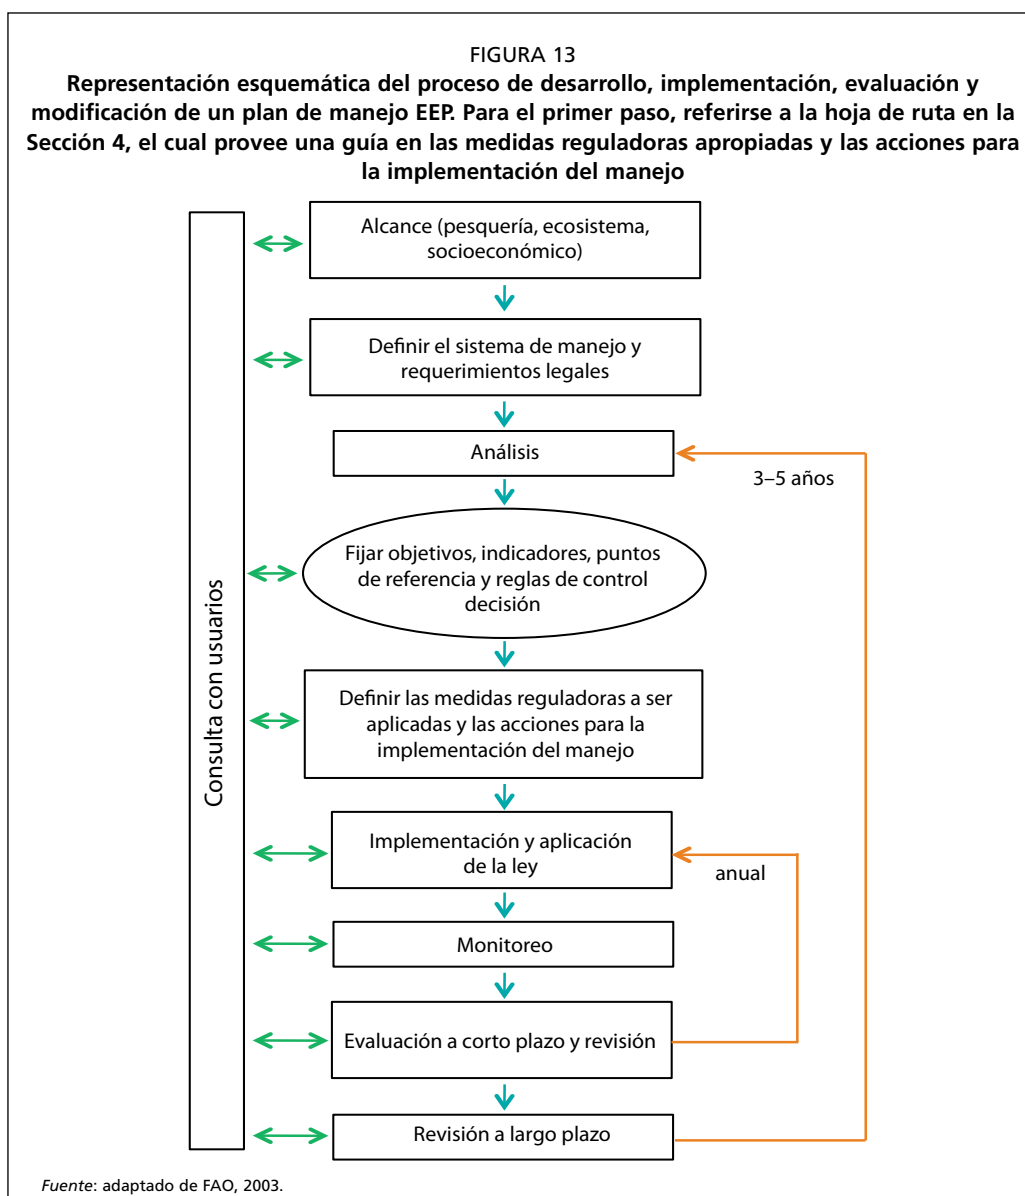 FIGURA 13
Representación esquemática del proceso de desarrollo, implementación, evaluación y
modificación de un plan de manejo EEP. Para el primer paso, referirse a la hoja de ruta en la
Sección 4, el cual provee una guía en las medidas reguladoras apropiadas y las acciones para
la implementación del manejo
Consulta con usuarios
Alcance (pesquería, ecosistema,
socioeconómico)
Definir el sistema de manejo y
requerimientos legales
Análisis
3–5 años
Fijar objetivos, indicadores, puntos
de referencia y reglas de control
decisión
Definir las medidas reguladoras a ser
aplicadas y las acciones para la
implementación del manejo
Implementación y aplicación
de la ley
anual
Monitoreo
Evaluación a corto plazo y revisión
Revisión a largo plazo
Fuente: adaptado de FAO, 2003.